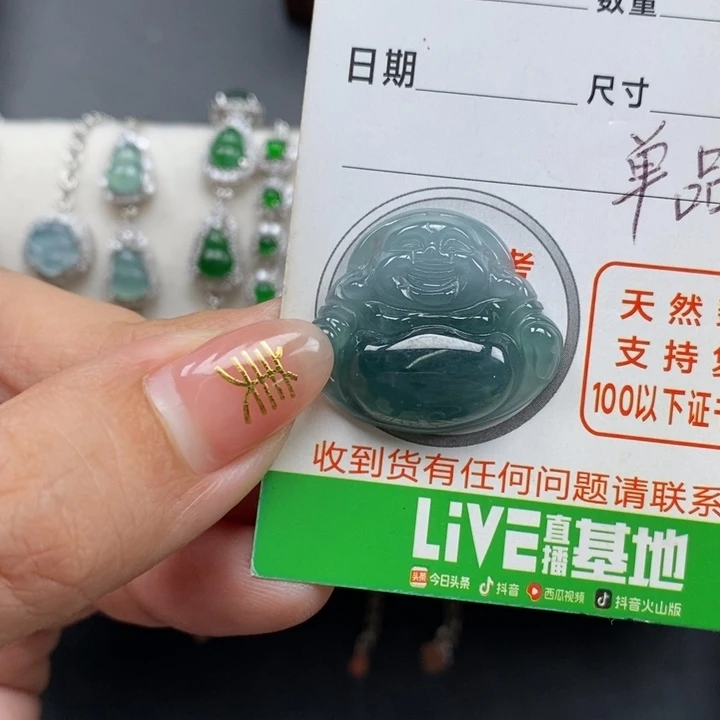 数量
日期 尺寸
单品
考
天然
支持
100以下证
收到货有任何问题请联系
LiVE直播基地
头条 今日头条 抖音 西瓜视频 抖音火山版